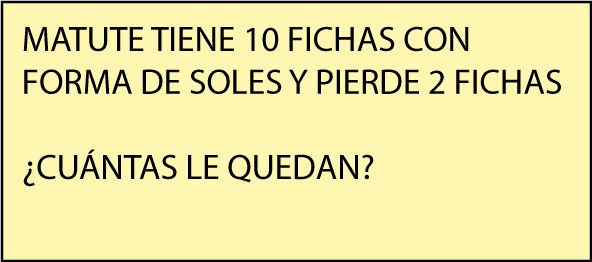 MATUTE TIENE 10 FICHAS CON
FORMA DE SOLES Y PIERDE 2 FICHAS
¿CUÁNTAS LE QUEDAN?